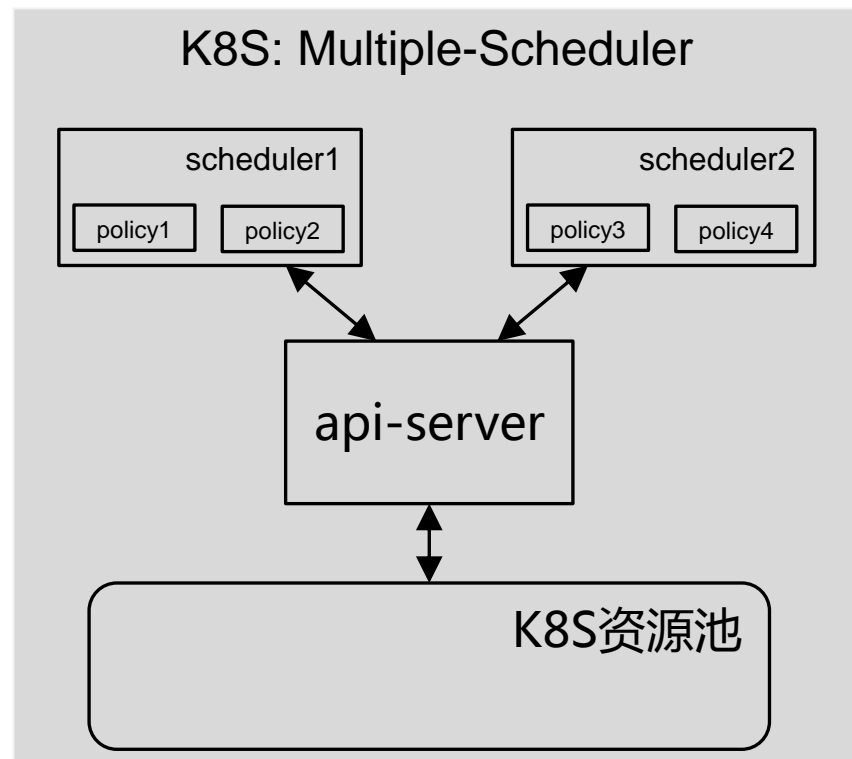 K8S: Multiple-Scheduler
scheduler1
policy1
policy2
scheduler2
policy3
policy4
api-server
K8S资源池